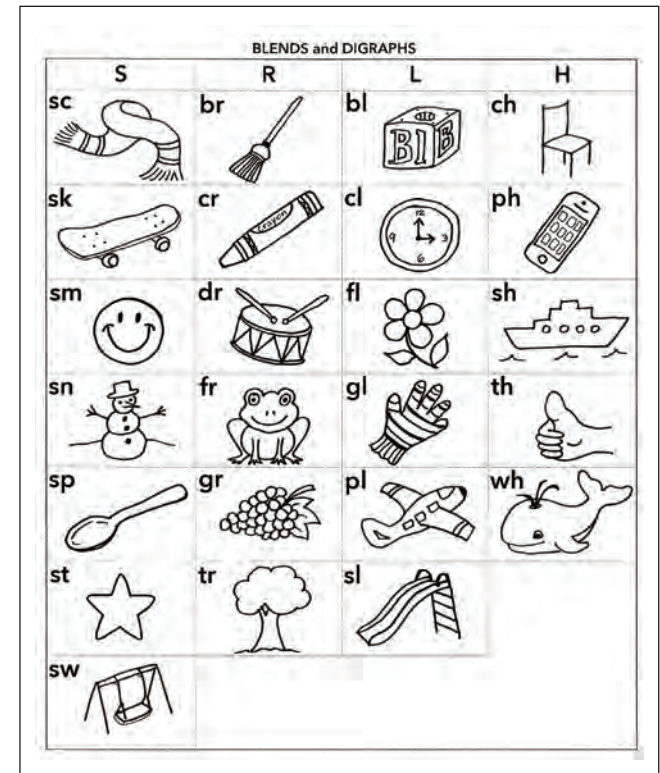 BLENDS and DIGRAPHS
S R L H
sc br bl ch
Bl B
sk cr cl ph
Crayon
12
9 3
6
sm dr fl sh
sn fr gl th
sp gr pl wh
st tr sl
sw